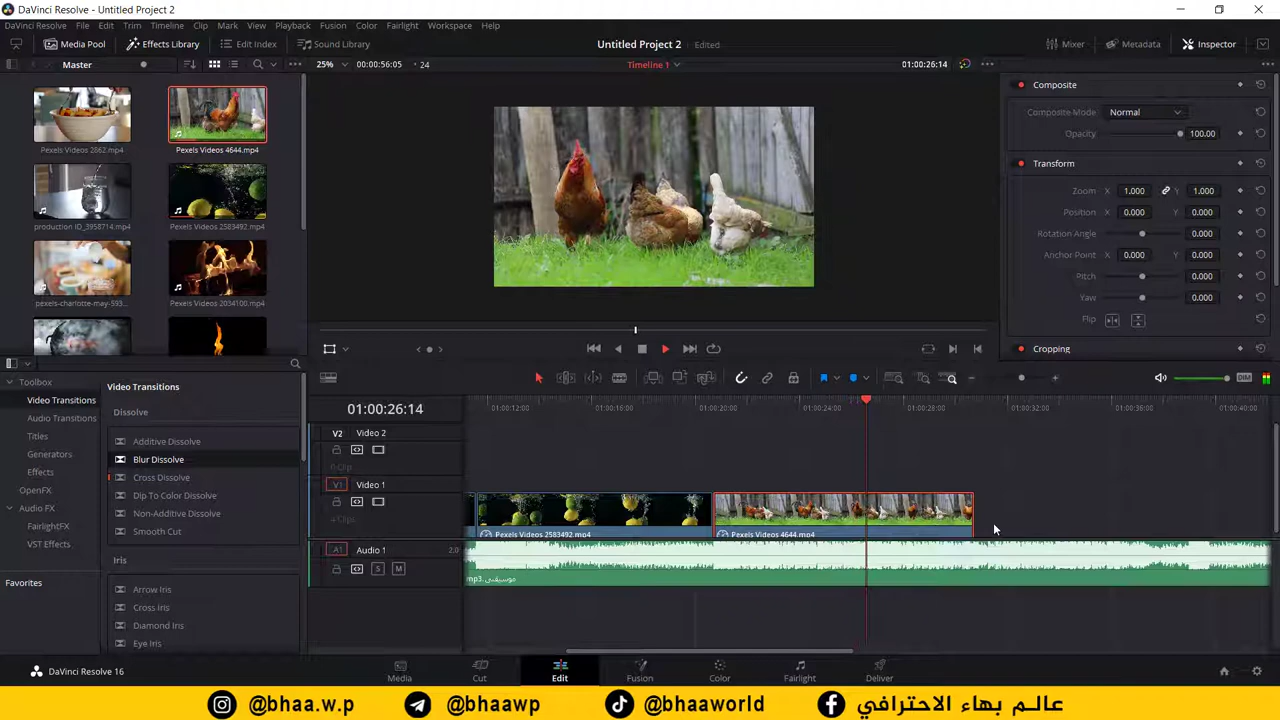 DaVinci Resolve - Untitled Project 2
DaVinci Resolve File Edit Trim Timeline Clip Mark View Playback Fusion Color Fairlight Workspace Help
Media Pool Effects Library Edit Index Sound Library Untitled Project 2 Edited Mixer Metadata Inspector
Master 25% 00:00:56:05 24 Timeline 1 01:00:26:14
Pexels Videos 2862.mp4 Pexels Videos 4644.mp4
production ID_3958714.mp4 Pexels Videos 2583492.mp4
pexels-charlotte-may-593... Pexels Videos 2034100.mp4
Composite
Composite Mode Normal
Opacity 100.00
Transform
Zoom X 1.000 Y 1.000
Position X 0.000 Y 0.000
Rotation Angle 0.000
Anchor Point X 0.000 Y 0.000
Pitch 0.000
Yaw 0.000
Flip
Cropping
Toolbox
Video Transitions
Audio Transitions
Titles
Generators
Effects
OpenFX
Audio FX
FairlightFX
VST Effects
Favorites
Video Transitions
Dissolve
Additive Dissolve
Blur Dissolve
Cross Dissolve
Dip To Color Dissolve
Non-Additive Dissolve
Smooth Cut
Iris
Arrow Iris
Cross Iris
Diamond Iris
Eye Iris
DIM
01:00:26:14 01:00:12:00 01:00:16:00 01:00:20:00 01:00:24:00 01:00:28:00 01:00:32:00 01:00:36:00 01:00:40:00
V2 Video 2
0 Clip
V1 Video 1
4 Clips
Pexels Videos 2583492.mp4 Pexels Videos 4644.mp4
A1 Audio 1 2.0
S M
موسيقى.mp3
DaVinci Resolve 16 Media Cut Edit Fusion Color Fairlight Deliver
@bhaa.w.p @bhaawp @bhaaworld عالم بهاء الاحترافي